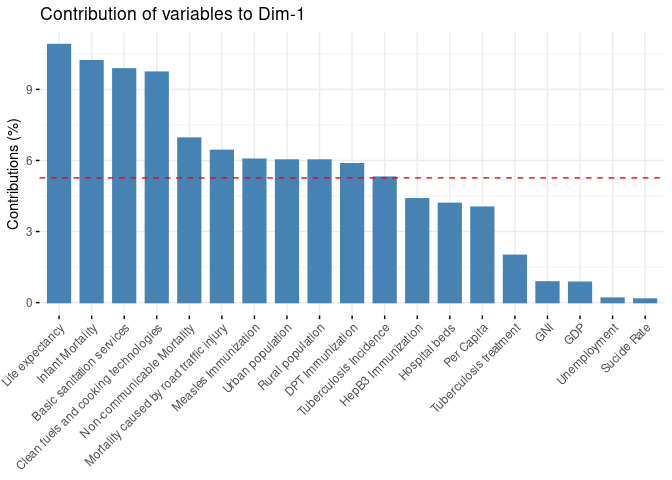 Contribution of variables to Dim-1
Contributions (%)
9
6
3
0
Life expectancy
Infant Mortality
Basic sanitation services
Clean fuels and cooking technologies
Non-communicable Mortality
Mortality caused by road traffic injury
Measles Immunization
Urban population
Rural population
DPT Immunization
Tuberculosis Incidence
HepB3 Immunization
Hospital beds
Per Capita
Tuberculosis treatment
GNI
GDP
Unemployment
Suicide Rate